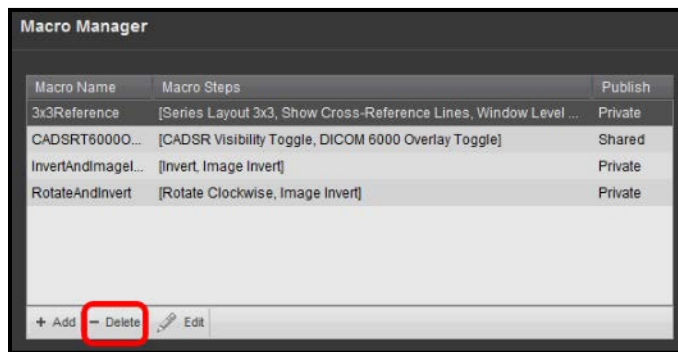 Macro Manager
Macro Name Macro Steps Publish
3x3Reference [Series Layout 3x3, Show Cross-Reference Lines, Window Level ... Private
CADSRT6000O... [CADSR Visibility Toggle, DICOM 6000 Overlay Toggle] Shared
InvertAndImageI... [Invert, Image Invert] Private
RotateAndInvert [Rotate Clockwise, Image Invert] Private
+ Add − Delete Edit